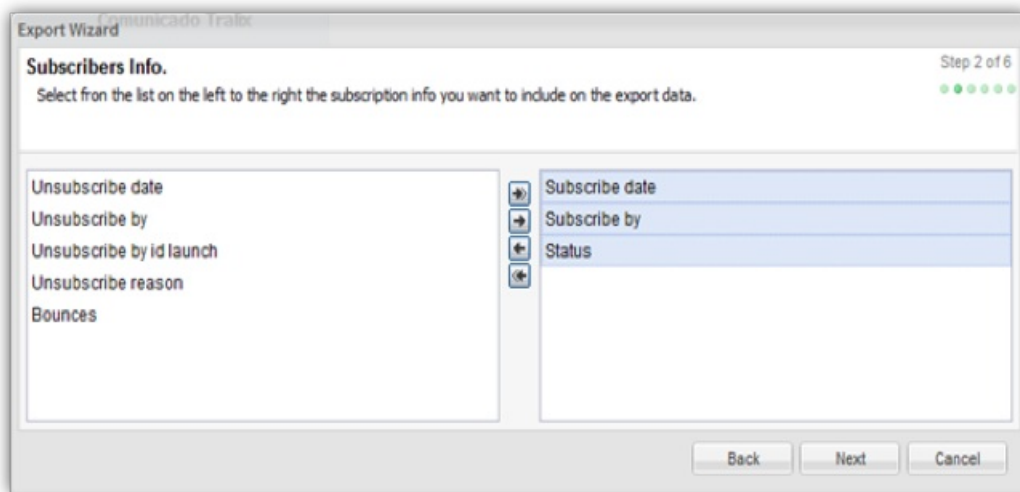 Comunicado Tralix
Export Wizard
Subscribers Info.
Step 2 of 6
Select fron the list on the left to the right the subscription info you want to include on the export data.
Unsubscribe date
Unsubscribe by
Unsubscribe by id launch
Unsubscribe reason
Bounces
Subscribe date
Subscribe by
Status
Back
Next
Cancel